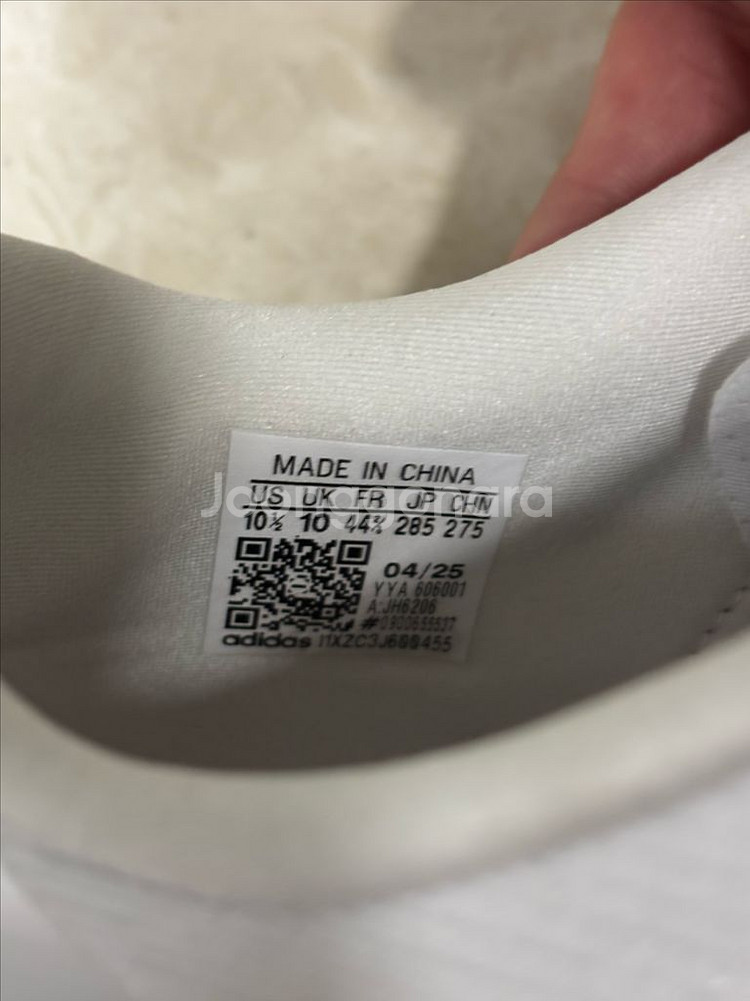 MADE IN CHINA
US UK FR JP CHN
10½ 10 44⅔ 285 275
04/25
YYA 606001
A:JH6206
adidas
Joonggonara